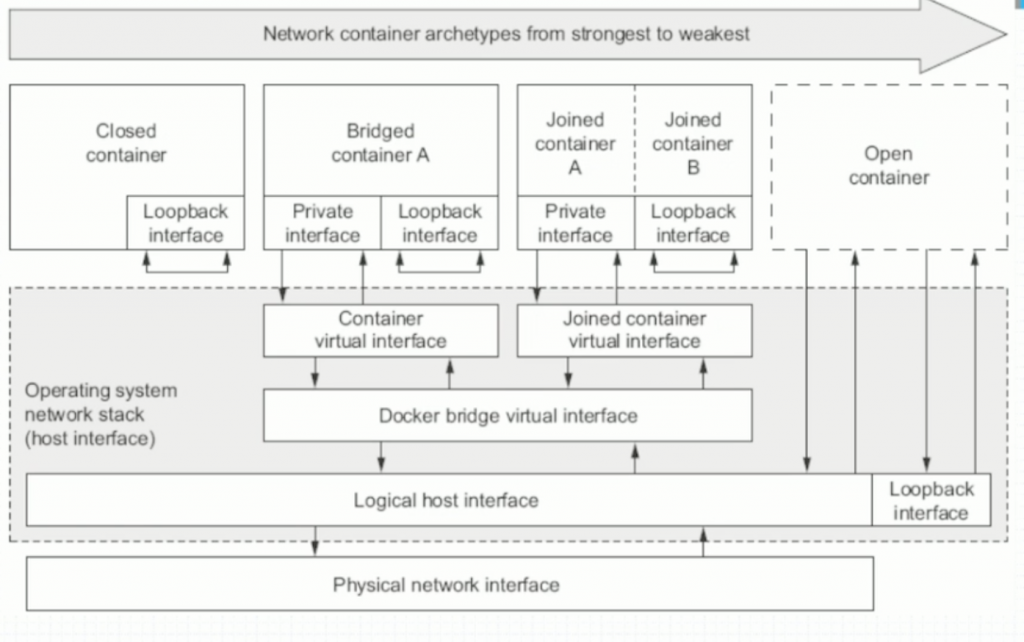 Network container archetypes from strongest to weakest
Closed
container
Loopback
interface
Bridged
container A
Private
interface
Loopback
interface
Joined
container
A
Joined
container
B
Private
interface
Loopback
interface
Open
container
Container
virtual interface
Joined container
virtual interface
Operating system
network stack
(host interface)
Docker bridge virtual interface
Logical host interface
Loopback
interface
Physical network interface